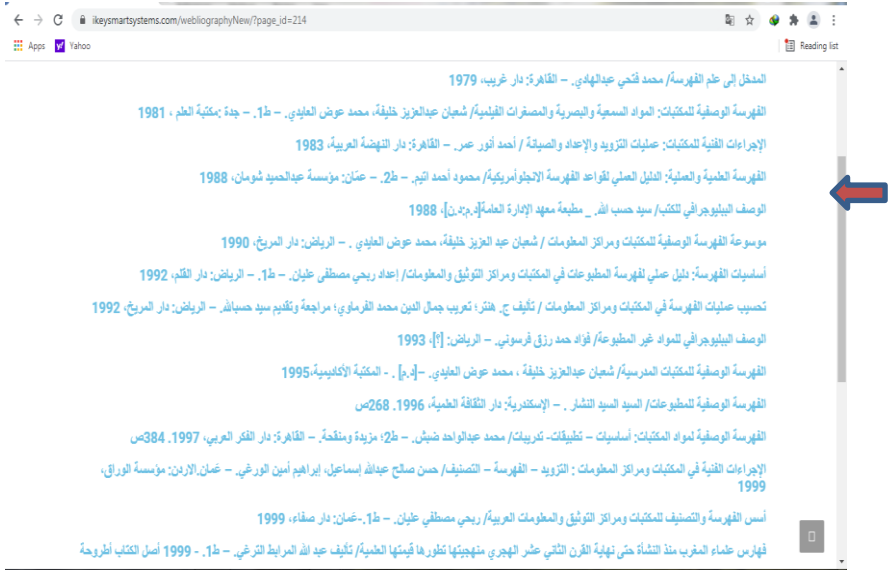 ikeysmartsystems.com/webliographyNew/?page_id=214
Apps Yahoo Reading list
المدخل إلى علم الفهرسة/ محمد فتحي عبدالهادي. – القاهرة: دار غريب، 1979
الفهرسة الوصفية للمكتبات: المواد السمعية والبصرية والمصغرات الفيلمية/ شعبان عبدالعزيز خليفة، محمد عوض العايدي. – ط1. – جدة :مكتبة العلم ، 1981
الإجراءات الفنية للمكتبات: عمليات التزويد والإعداد والصيانة / أحمد أنور عمر. – القاهرة: دار النهضة العربية، 1983
الفهرسة العلمية والعملية: الدليل العملي لقواعد الفهرسة الانجلوأمريكية/ محمود أحمد اتيم. – ط2. – عمّان: مؤسسة عبدالحميد شومان، 1988
الوصف الببليوجرافي للكتب/ سيد حسب الله. _ مطبعة معهد الإدارة العامة[د.م:د.ن]، 1988
موسوعة الفهرسة الوصفية للمكتبات ومراكز المعلومات / شعبان عبد العزيز خليفة، محمد عوض العايدي . – الرياض: دار المريخ، 1990
أساسيات الفهرسة: دليل عملي لفهرسة المطبوعات في المكتبات ومراكز التوثيق والمعلومات/ إعداد ربحي مصطفى عليان. – ط1. – الرياض: دار القلم، 1992
تحسيب عمليات الفهرسة في المكتبات ومراكز المعلومات / تأليف ج. هنتر؛ تعريب جمال الدين محمد الفرماوي؛ مراجعة وتقديم سيد حسبالله. – الرياض: دار المريخ، 1992
الوصف الببليوجرافي للمواد غير المطبوعة/ فؤاد حمد رزق فرسوني. – الرياض: [؟]، 1993
الفهرسة الوصفية للمكتبات المدرسية/ شعبان عبدالعزيز خليفة ، محمد عوض العايدي. –[د.م] . - المكتبة الأكاديمية،1995
الفهرسة الوصفية للمطبوعات/ السيد السيد النشار . – الإسكندرية: دار الثقافة العلمية، 1996. 268ص
الفهرسة الوصفية لمواد المكتبات: أساسيات – تطبيقات- تدريبات/ محمد عبدالواحد ضبش. – ط2؛ مزيدة ومنقحة. – القاهرة: دار الفكر العربي، 1997. 384ص
الإجراءات الفنية في المكتبات ومراكز المعلومات : التزويد – الفهرسة – التصنيف/ حسن صالح عبدالله إسماعيل، إبراهيم أمين الورغي. – عمان.الاردن: مؤسسة الوراق،
1999
أسس الفهرسة والتصنيف للمكتبات ومراكز التوثيق والمعلومات العربية/ ربحي مصطفى عليان. – ط1.-عمان: دار صفاء، 1999
فهارس علماء المغرب منذ النشأة حتى نهاية القرن الثاني عشر الهجري منهجيتها تطورها قيمتها العلمية/ تأليف عبد الله المرابط الترغي. – ط1. - 1999 أصل الكتاب أطروحة